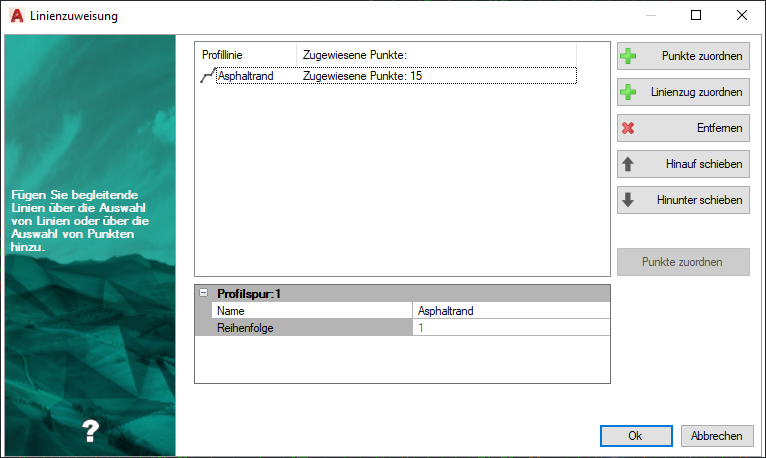 Linienzuweisung
Fügen Sie begleitende
Linien über die Auswahl
von Linien oder über die
Auswahl von Punkten
hinzu.
?
Profillinie Zugewiesene Punkte:
Asphaltrand Zugewiesene Punkte: 15
Punkte zuordnen
Linienzug zuordnen
Entfernen
Hinauf schieben
Hinunter schieben
Punkte zuordnen
Profilspur:1
Name Asphaltrand
Reihenfolge 1
Ok Abbrechen